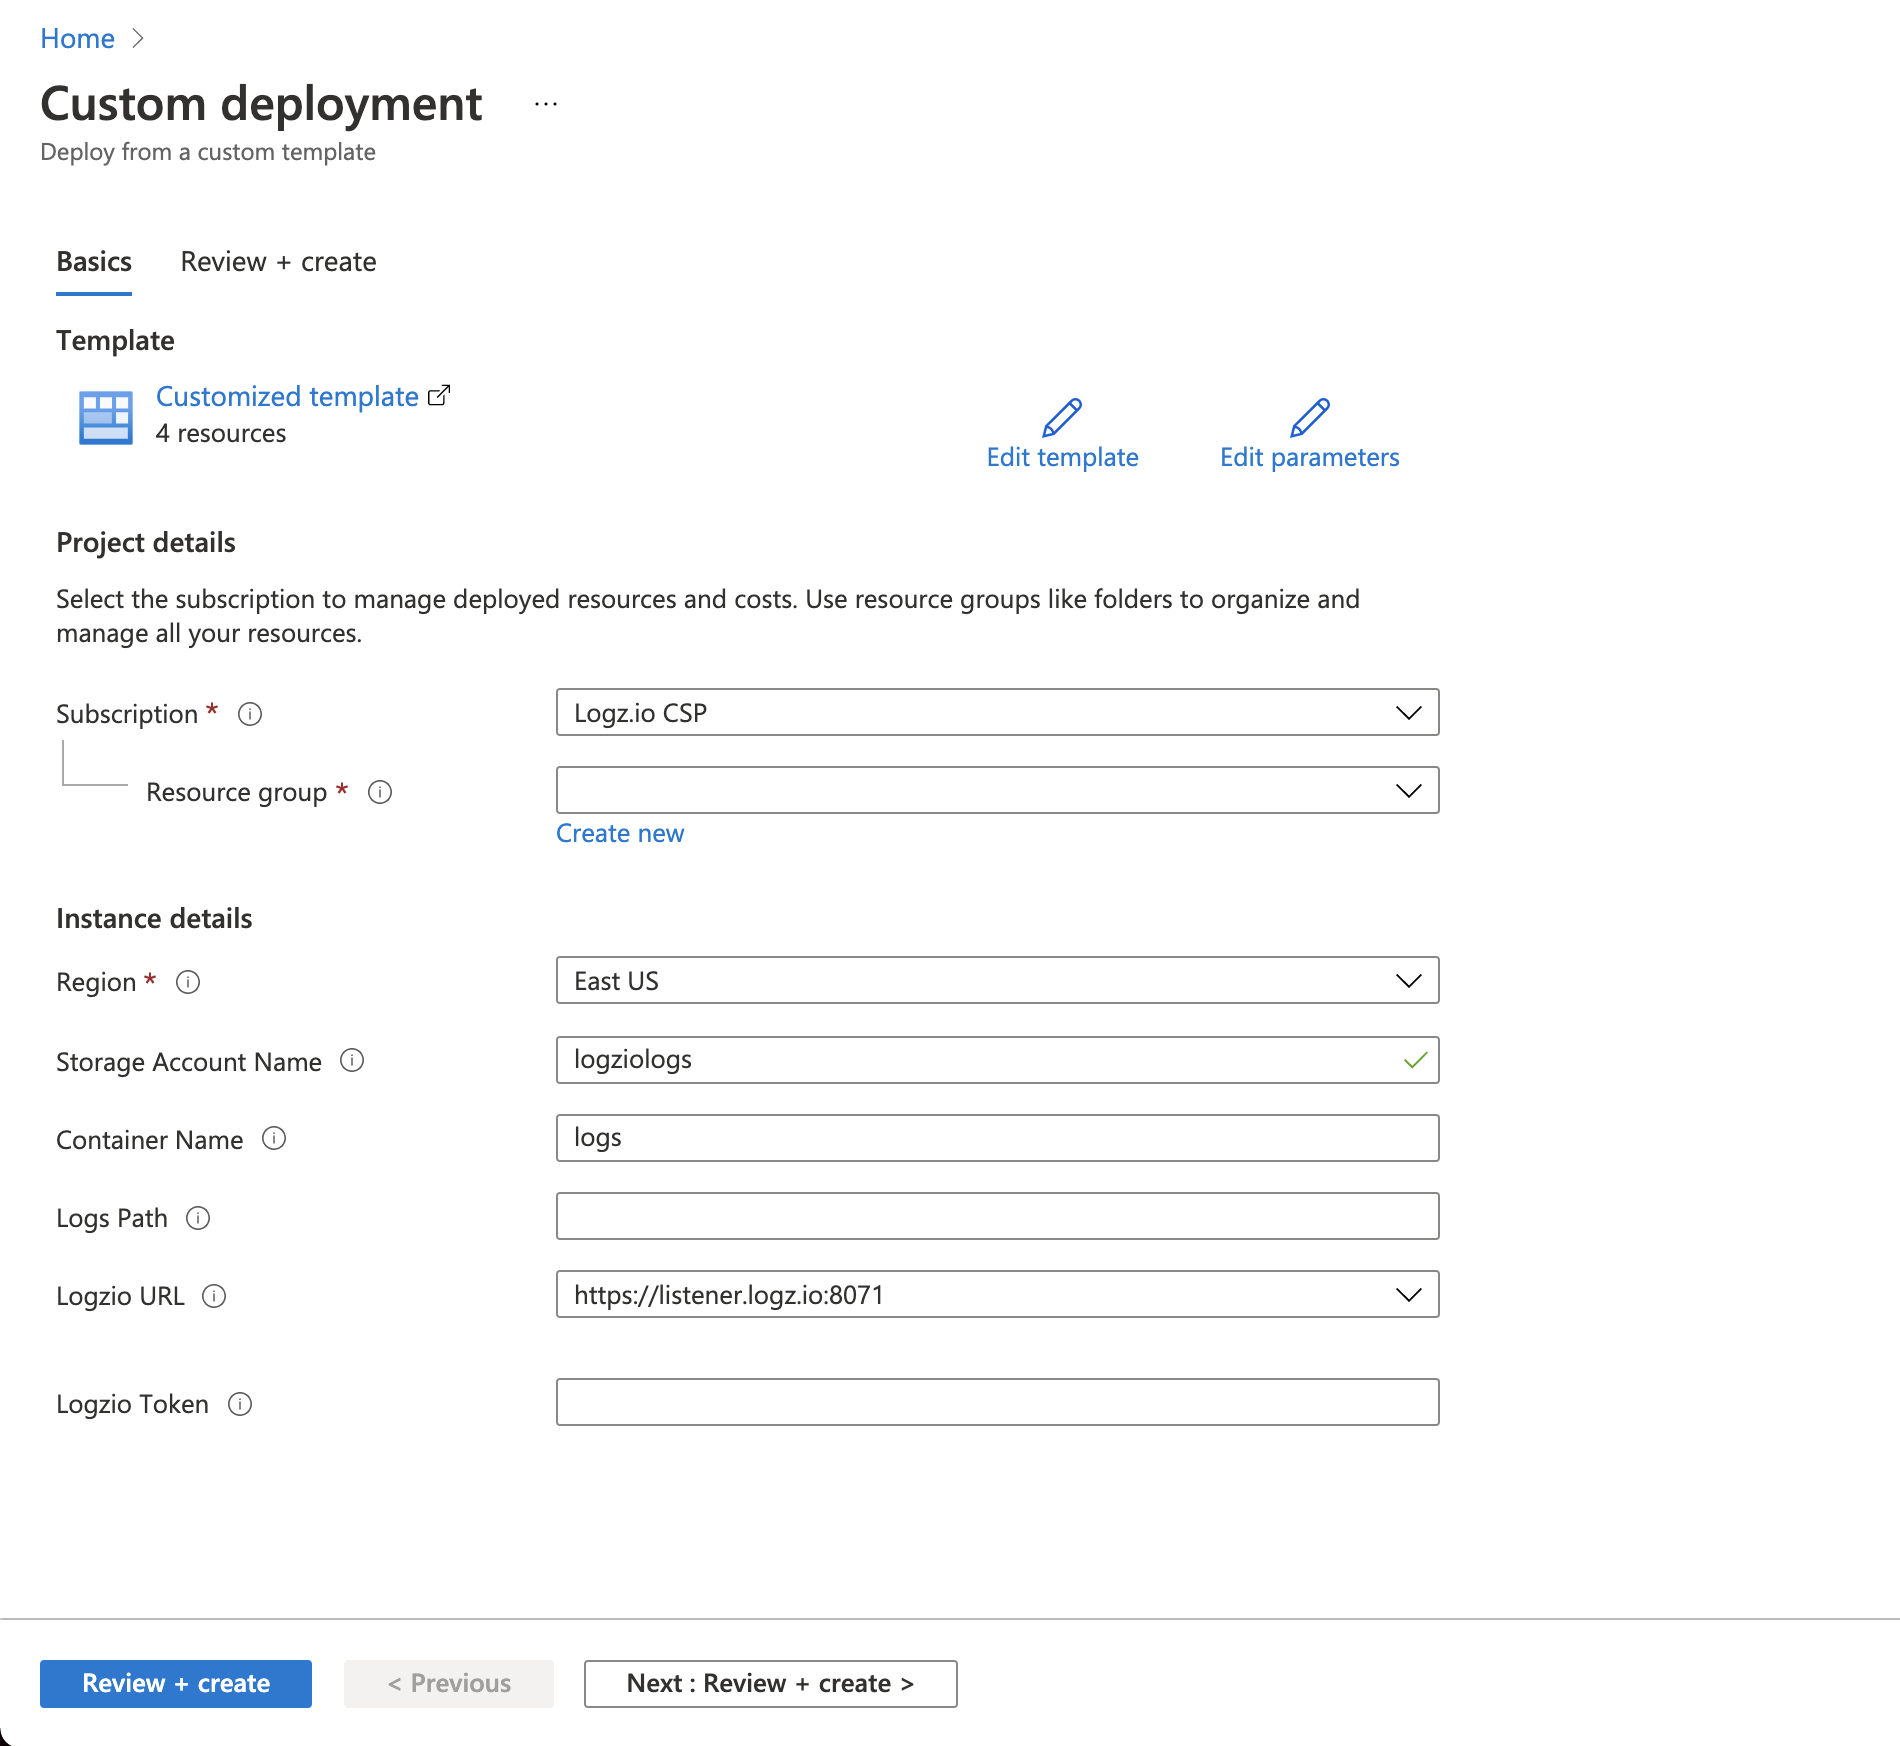 Home >
Custom deployment ...
Deploy from a custom template
Basics Review + create
Template
Customized template
4 resources
Edit template Edit parameters
Project details
Select the subscription to manage deployed resources and costs. Use resource groups like folders to organize and
manage all your resources.
Subscription * Logz.io CSP
Resource group *
Create new
Instance details
Region * East US
Storage Account Name logziologs
Container Name logs
Logs Path
Logzio URL https://listener.logz.io:8071
Logzio Token
Review + create < Previous Next : Review + create >